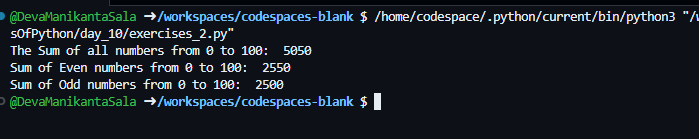 @DevaManikantaSala ➜/workspaces/codespaces-blank $ /home/codespace/.python/current/bin/python3 "/w
sOfPython/day_10/exercises_2.py"
The Sum of all numbers from 0 to 100:  5050
Sum of Even numbers from 0 to 100:  2550
Sum of Odd numbers from 0 to 100:  2500
@DevaManikantaSala ➜/workspaces/codespaces-blank $